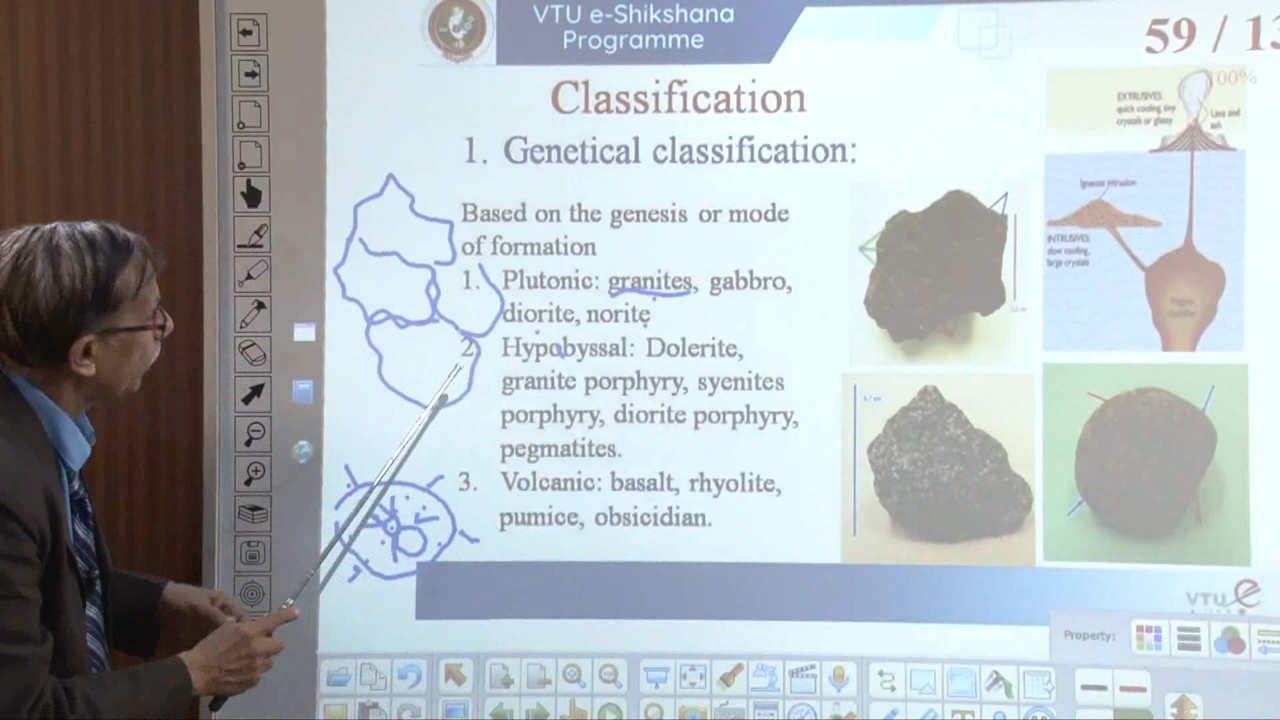 VTU e-Shikshana
Programme
59 / 13
100%
Classification
1. Genetical classification:
Based on the genesis or mode
of formation
1. Plutonic: granites, gabbro,
diorite, norite
2. Hypobyssal: Dolerite,
granite porphyry, syenites
porphyry, diorite porphyry,
pegmatites.
3. Volcanic: basalt, rhyolite,
pumice, obsicidian.
EXTRUSIVES
quick cooling, tiny
crystals or glassy
Lava and
ash
Igneous intrusion
INTRUSIVES
slow cooling,
large crystals
Magma
chamber
VTU e
Property: